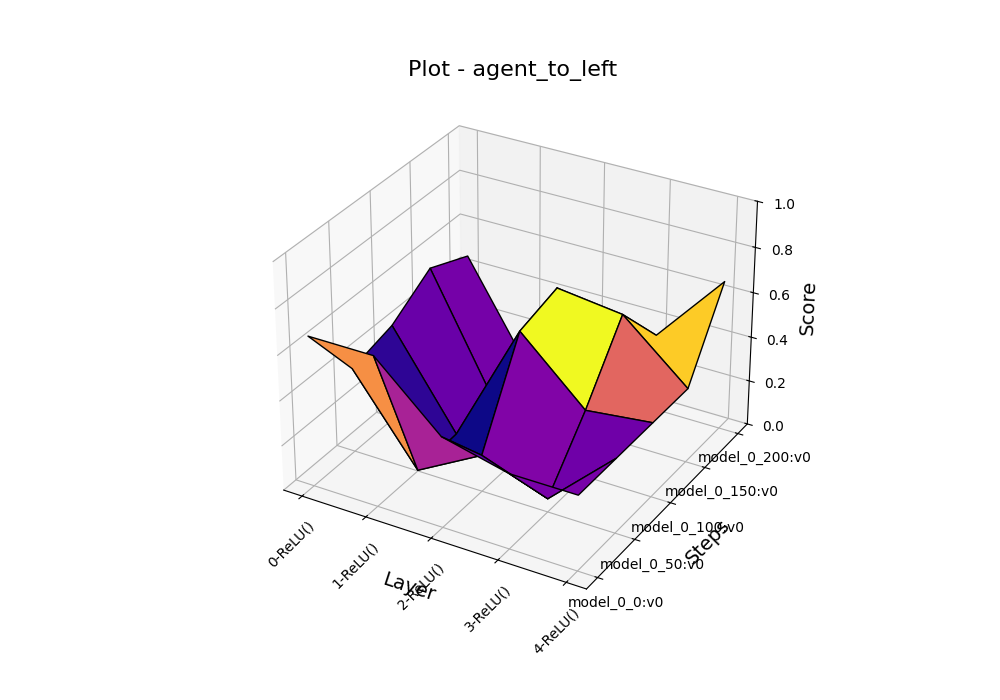 Plot - agent_to_left
1.0
0.8
0.6
0.4
0.2
0.0
Score
model_0_200:v0
model_0_150:v0
model_0_100:v0
model_0_50:v0
model_0_0:v0
Steps
0-ReLU()
1-ReLU()
2-ReLU()
3-ReLU()
4-ReLU()
Layer